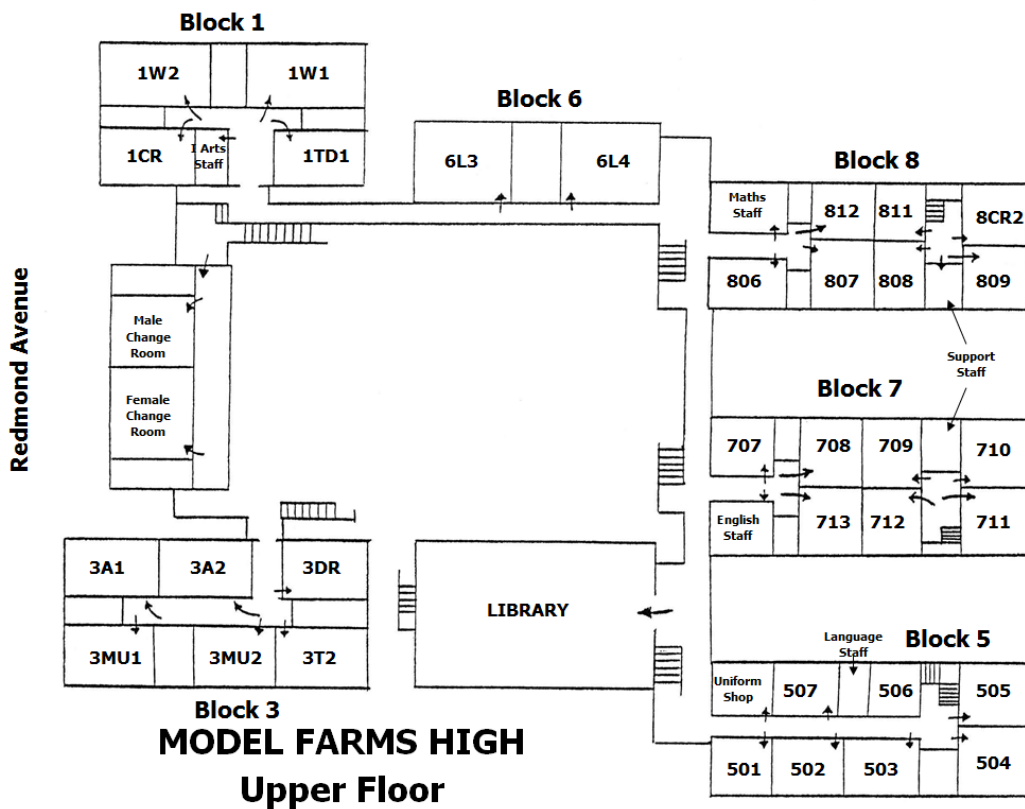 Block 1
1W2
1W1
1CR
I Arts
Staff
1TD1
Block 6
6L3
6L4
Block 8
Maths
Staff
812
811
8CR2
806
807
808
809
Support
Staff
Redmond Avenue
Male
Change
Room
Female
Change
Room
Block 7
707
708
709
710
English
Staff
713
712
711
3A1
3A2
3DR
3MU1
3MU2
3T2
Block 3
LIBRARY
Language
Staff
Block 5
Uniform
Shop
507
506
505
501
502
503
504
MODEL FARMS HIGH
Upper Floor